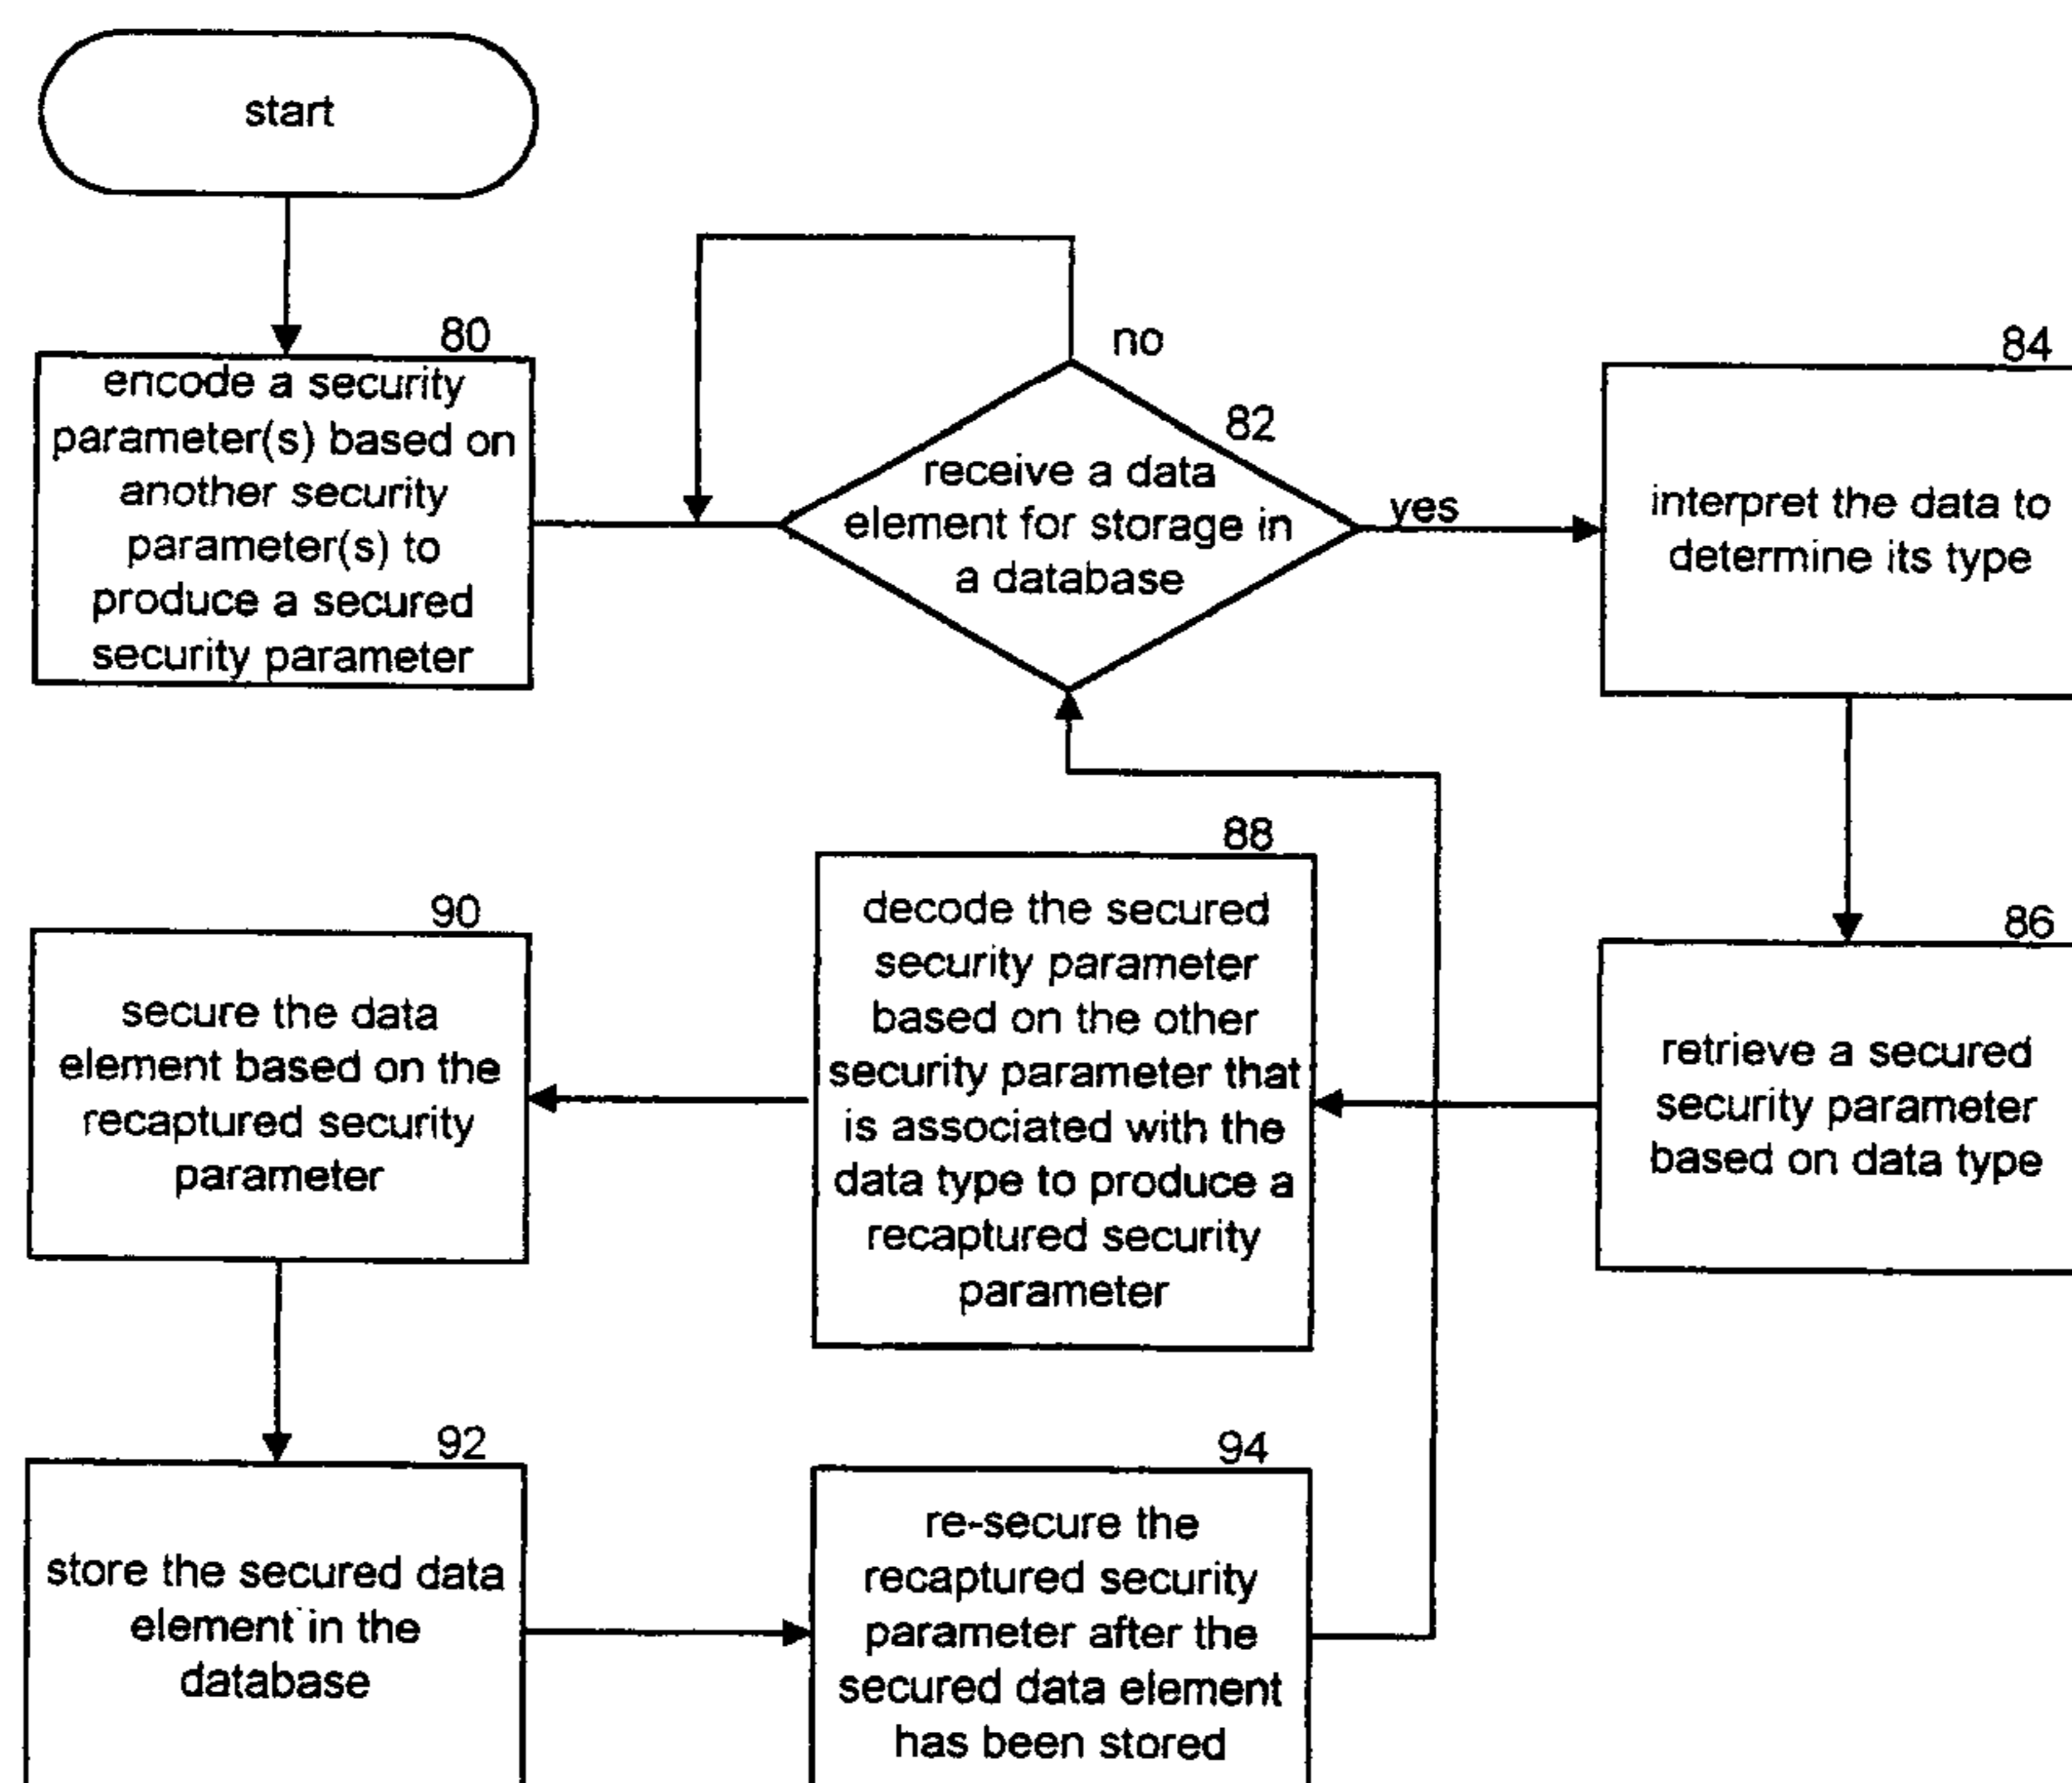 start
80
encode a security
parameter(s) based on
another security
parameter(s) to
produce a secured
security parameter
no
82
receive a data
element for storage in
a database
yes
84
interpret the data to
determine its type
86
retrieve a secured
security parameter
based on data type
88
decode the secured
security parameter
based on the other
security parameter that
is associated with the
data type to produce a
recaptured security
parameter
90
secure the data
element based on the
recaptured security
parameter
92
store the secured data
element in the
database
94
re-secure the
recaptured security
parameter after the
secured data element
has been stored